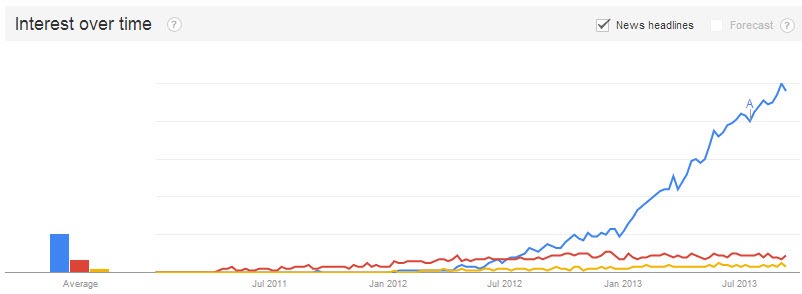 Interest over time ?
News headlines Forecast ?
A
Average Jul 2011 Jan 2012 Jul 2012 Jan 2013 Jul 2013